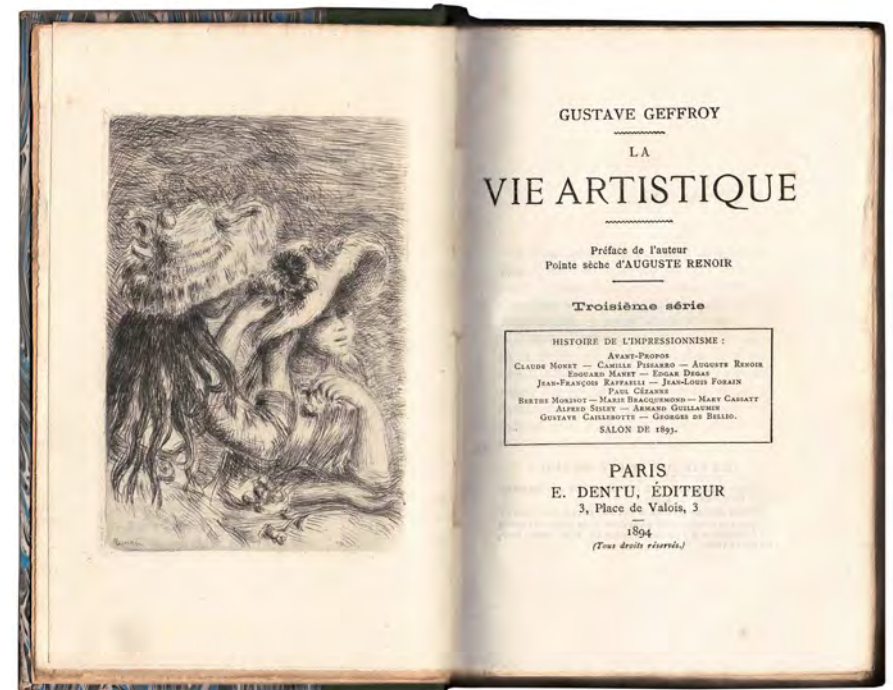 GUSTAVE GEFFROY
LA
VIE ARTISTIQUE
Préface de l'auteur
Pointe sèche d'AUGUSTE RENOIR
Troisième série
HISTOIRE DE L'IMPRESSIONNISME :
AVANT-PROPOS
CLAUDE MONET — CAMILLE PISSARRO — AUGUSTE RENOIR
EDOUARD MANET — EDGAR DEGAS
JEAN-FRANÇOIS RAFFAELLI — JEAN-LOUIS FORAIN
PAUL CÉZANNE
BERTHE MORISOT — MARIE BRACQUEMOND — MARY CASSATT
ALFRED SISLEY — ARMAND GUILLAUMIN
GUSTAVE CAILLEBOTTE — GEORGES DE BELLIO.
SALON DE 1893.
PARIS
E. DENTU, ÉDITEUR
3, Place de Valois, 3
1894
(Tous droits réservés.)